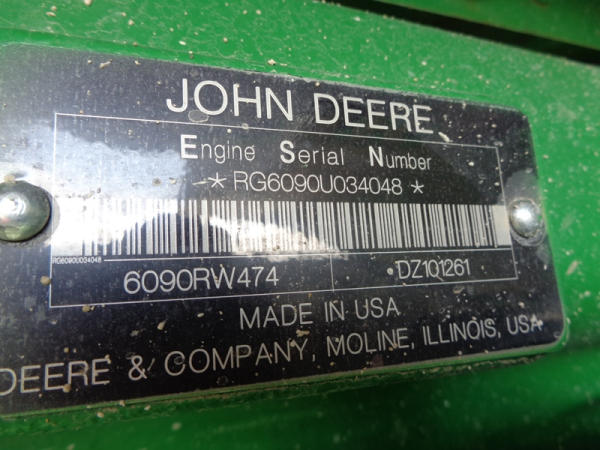 JOHN DEERE
Engine Serial Number
* RG6090U034048 *
RG6090U034048
6090RW474 DZ101261
MADE IN USA
DEERE & COMPANY, MOLINE, ILLINOIS, USA